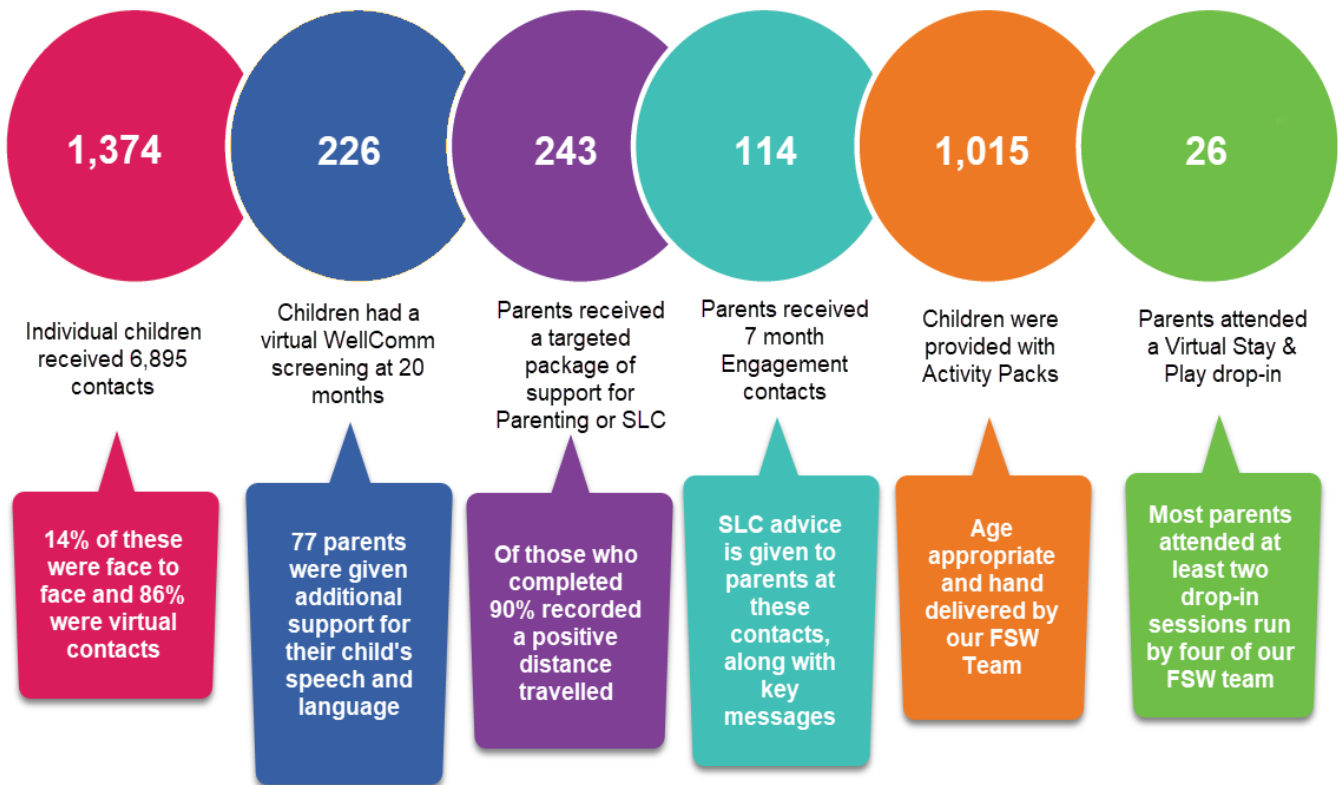 1,374
Individual children
received 6,895
contacts
14% of these
were face to
face and 86%
were virtual
contacts
226
Children had a
virtual WellComm
screening at 20
months
77 parents
were given
additional
support for
their child's
speech and
language
243
Parents received
a targeted
package of
support for
Parenting or SLC
Of those who
completed
90% recorded
a positive
distance
travelled
114
Parents received
7 month
Engagement
contacts
SLC advice
is given to
parents at
these
contacts,
along with
key
messages
1,015
Children were
provided with
Activity Packs
Age
appropriate
and hand
delivered by
our FSW
Team
26
Parents attended
a Virtual Stay &
Play drop-in
Most parents
attended at
least two
drop-in
sessions run
by four of our
FSW team